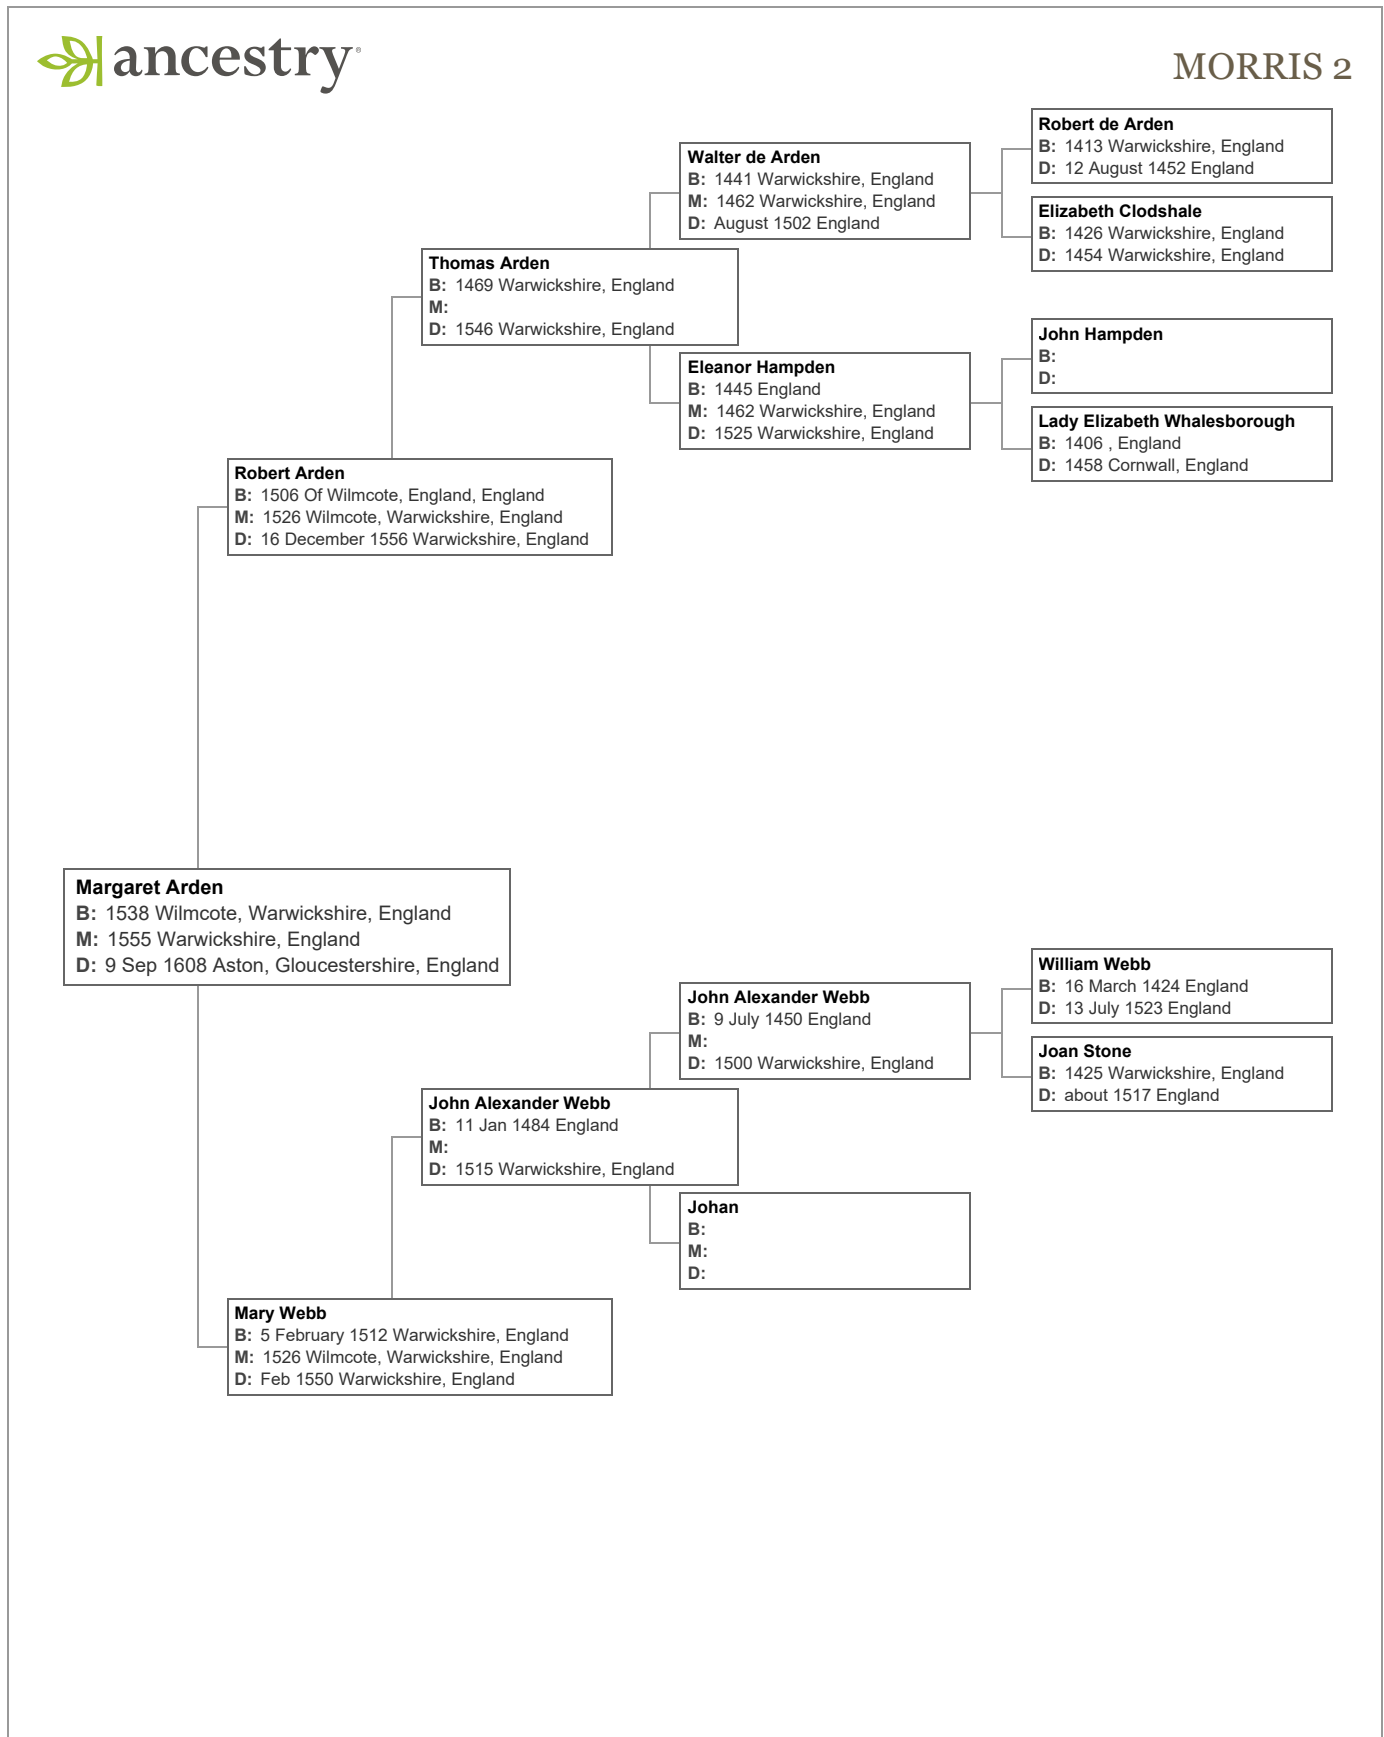 ancestry®
MORRIS 2
Robert de Arden
B: 1413 Warwickshire, England
D: 12 August 1452 England
Walter de Arden
B: 1441 Warwickshire, England
M: 1462 Warwickshire, England
D: August 1502 England
Elizabeth Clodshale
B: 1426 Warwickshire, England
D: 1454 Warwickshire, England
Thomas Arden
B: 1469 Warwickshire, England
M:
D: 1546 Warwickshire, England
John Hampden
B:
D:
Eleanor Hampden
B: 1445 England
M: 1462 Warwickshire, England
D: 1525 Warwickshire, England
Lady Elizabeth Whalesborough
B: 1406 , England
D: 1458 Cornwall, England
Robert Arden
B: 1506 Of Wilmcote, England, England
M: 1526 Wilmcote, Warwickshire, England
D: 16 December 1556 Warwickshire, England
Margaret Arden
B: 1538 Wilmcote, Warwickshire, England
M: 1555 Warwickshire, England
D: 9 Sep 1608 Aston, Gloucestershire, England
William Webb
B: 16 March 1424 England
D: 13 July 1523 England
John Alexander Webb
B: 9 July 1450 England
M:
D: 1500 Warwickshire, England
Joan Stone
B: 1425 Warwickshire, England
D: about 1517 England
John Alexander Webb
B: 11 Jan 1484 England
M:
D: 1515 Warwickshire, England
Johan
B:
M:
D:
Mary Webb
B: 5 February 1512 Warwickshire, England
M: 1526 Wilmcote, Warwickshire, England
D: Feb 1550 Warwickshire, England